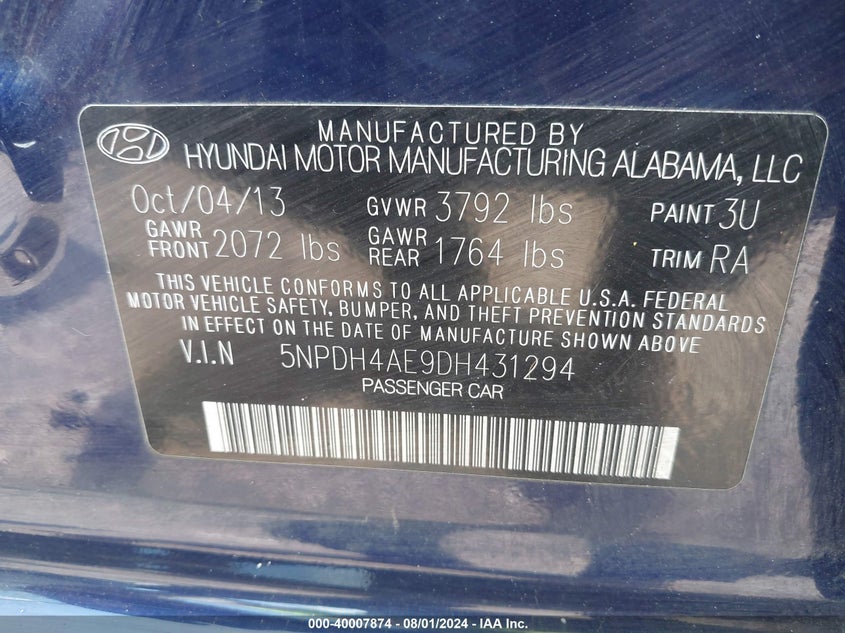 MANUFACTURED BY
HYUNDAI MOTOR MANUFACTURING ALABAMA, LLC
Oct/04/13 GVWR 3792 lbs PAINT 3U
GAWR FRONT 2072 lbs GAWR REAR 1764 lbs TRIM RA
THIS VEHICLE CONFORMS TO ALL APPLICABLE U.S.A. FEDERAL
MOTOR VEHICLE SAFETY, BUMPER, AND THEFT PREVENTION STANDARDS
IN EFFECT ON THE DATE OF MANUFACTURE SHOWN ABOVE
V.I.N 5NPDH4AE9DH431294
PASSENGER CAR
000-40007874 - 08/01/2024 - IAA Inc.